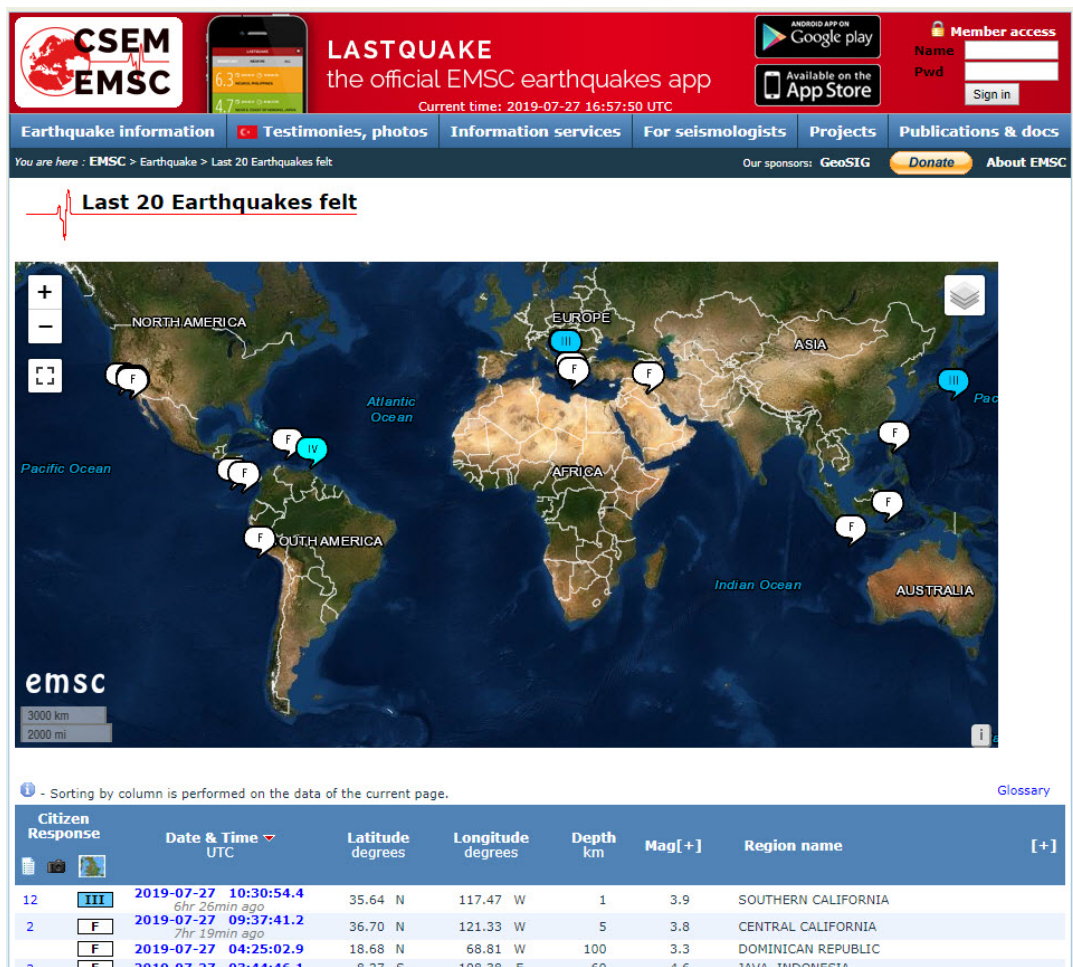 CSEM
EMSC
LASTQUAKE
the official EMSC earthquakes app
Current time: 2019-07-27 16:57:50 UTC
ANDROID APP ON
Google play
Available on the
App Store
Member access
Name
Pwd
Sign in
Earthquake information Testimonies, photos Information services For seismologists Projects Publications & docs
You are here : EMSC > Earthquake > Last 20 Earthquakes felt Our sponsors: GeoSIG Donate About EMSC
Last 20 Earthquakes felt
+
−
NORTH AMERICA
EUROPE
ASIA
III
F
F
F
III
Atlantic
Ocean
Pac
F
IV
F
Pacific Ocean
F
AFRICA
F
F
F
OUTH AMERICA
Indian Ocean
AUSTRALIA
emsc
3000 km
2000 mi
i
- Sorting by column is performed on the data of the current page. Glossary
Citizen
Response
Date & Time
UTC
Latitude
degrees
Longitude
degrees
Depth
km
Mag[+]
Region name
[+]
12 III 2019-07-27 10:30:54.4 35.64 N 117.47 W 1 3.9 SOUTHERN CALIFORNIA
6hr 26min ago
2 F 2019-07-27 09:37:41.2 36.70 N 121.33 W 5 3.8 CENTRAL CALIFORNIA
7hr 19min ago
F 2019-07-27 04:25:02.9 18.68 N 68.81 W 100 3.3 DOMINICAN REPUBLIC